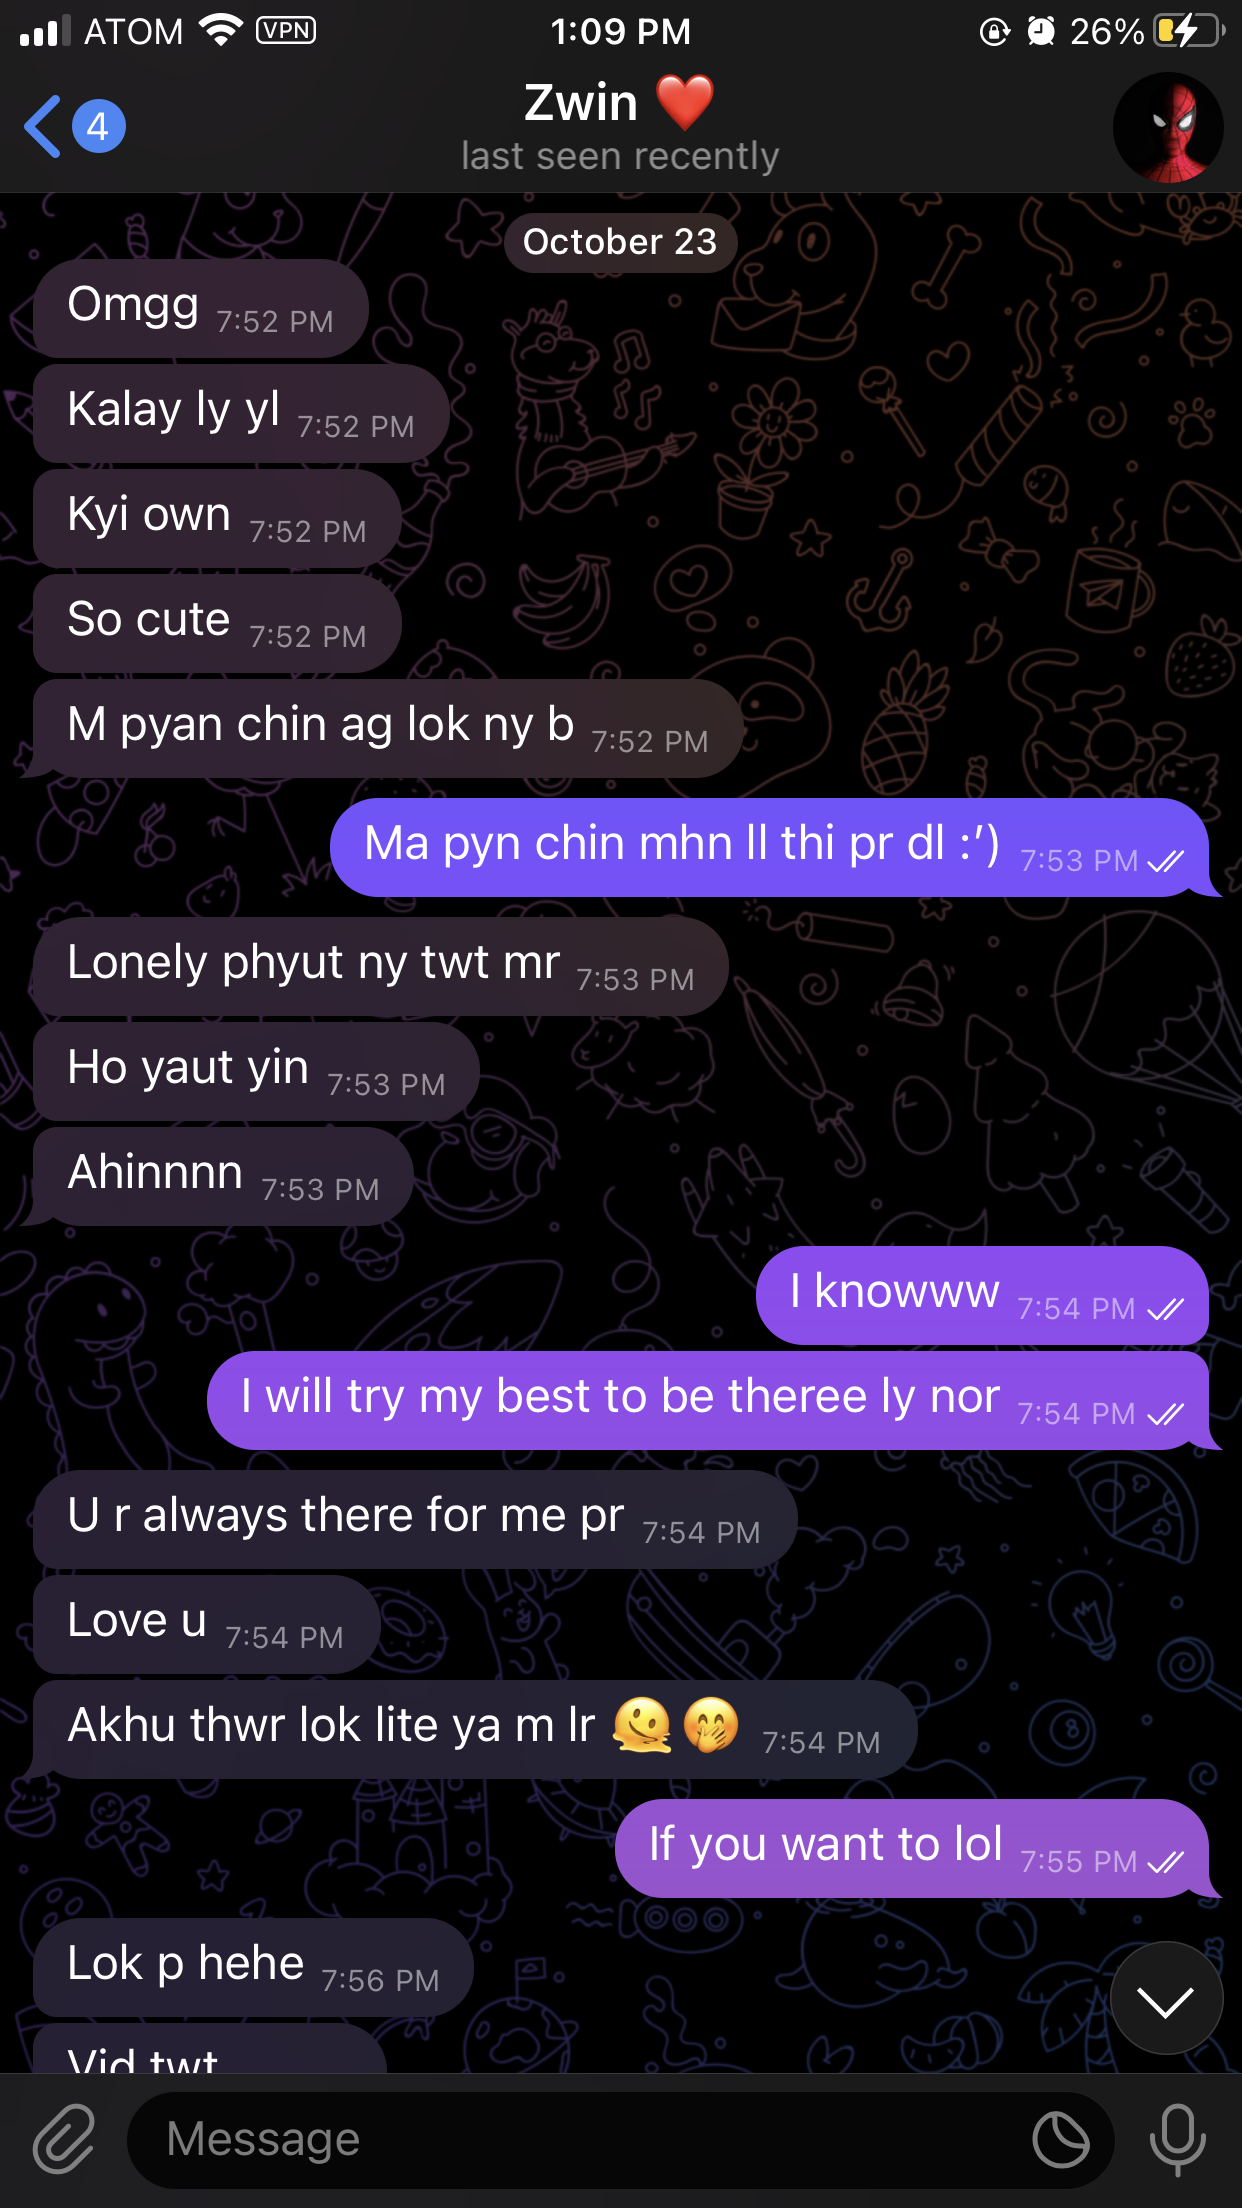 ATOM VPN 1:09 PM 26%
4
Zwin ❤️
last seen recently
October 23
Omgg 7:52 PM
Kalay ly yl 7:52 PM
Kyi own 7:52 PM
So cute 7:52 PM
M pyan chin ag lok ny b 7:52 PM
Ma pyn chin mhn ll thi pr dl :') 7:53 PM
Lonely phyut ny twt mr 7:53 PM
Ho yaut yin 7:53 PM
Ahinnnn 7:53 PM
I knowww 7:54 PM
I will try my best to be theree ly nor 7:54 PM
U r always there for me pr 7:54 PM
Love u 7:54 PM
Akhu thwr lok lite ya m lr 🫠🤭 7:54 PM
If you want to lol 7:55 PM
Lok p hehe 7:56 PM
Vid twt
Message